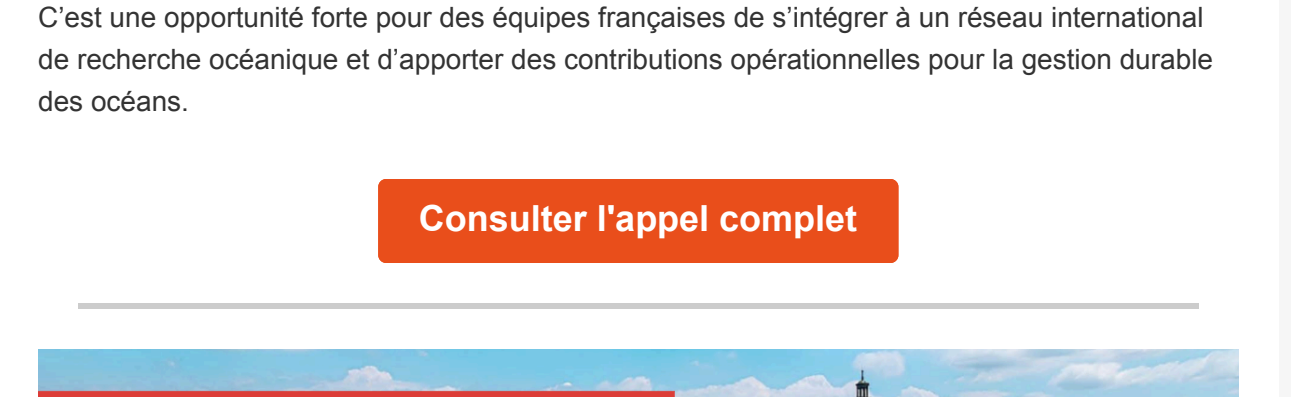 C’est une opportunité forte pour des équipes françaises de s’intégrer à un réseau international
de recherche océanique et d’apporter des contributions opérationnelles pour la gestion durable
des océans.
Consulter l'appel complet